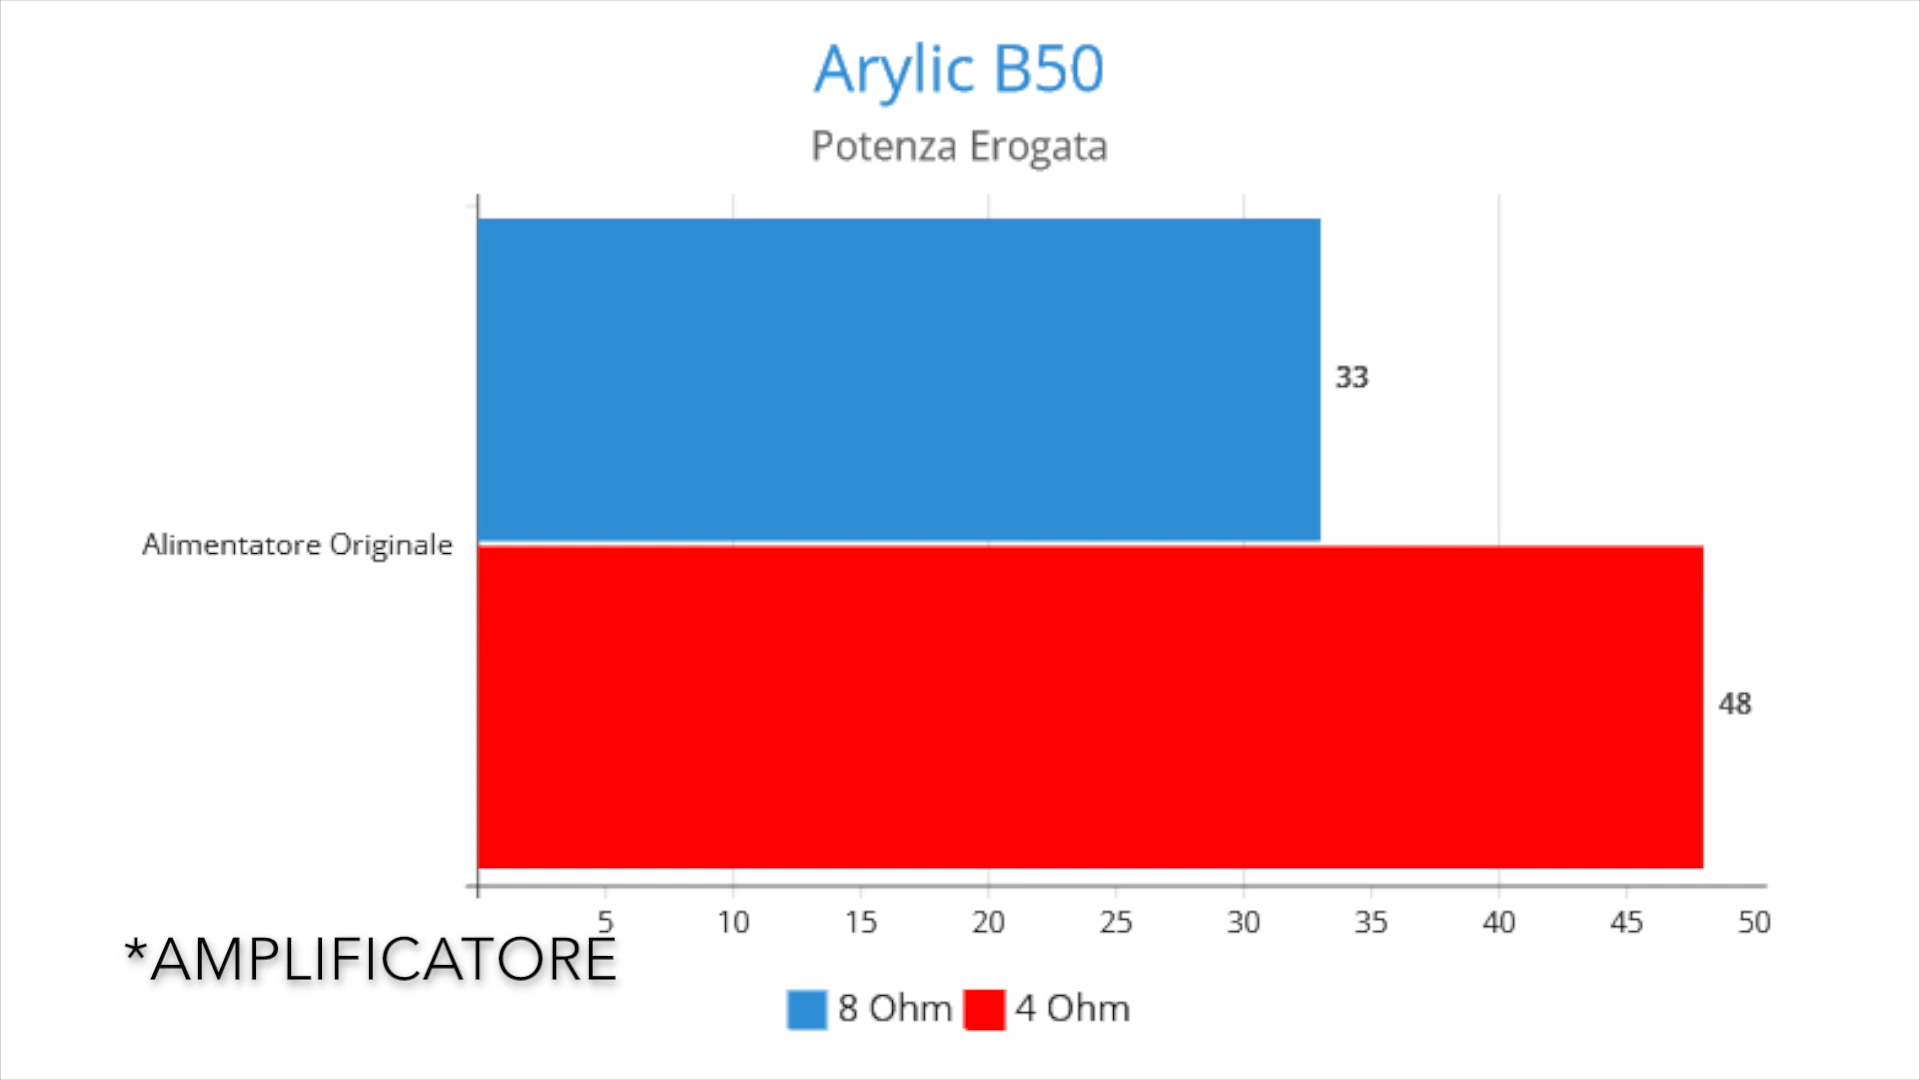 Arylic B50
Potenza Erogata
33
Alimentatore Originale
48
5 10 15 20 25 30 35 40 45 50
*AMPLIFICATORE
8 Ohm 4 Ohm